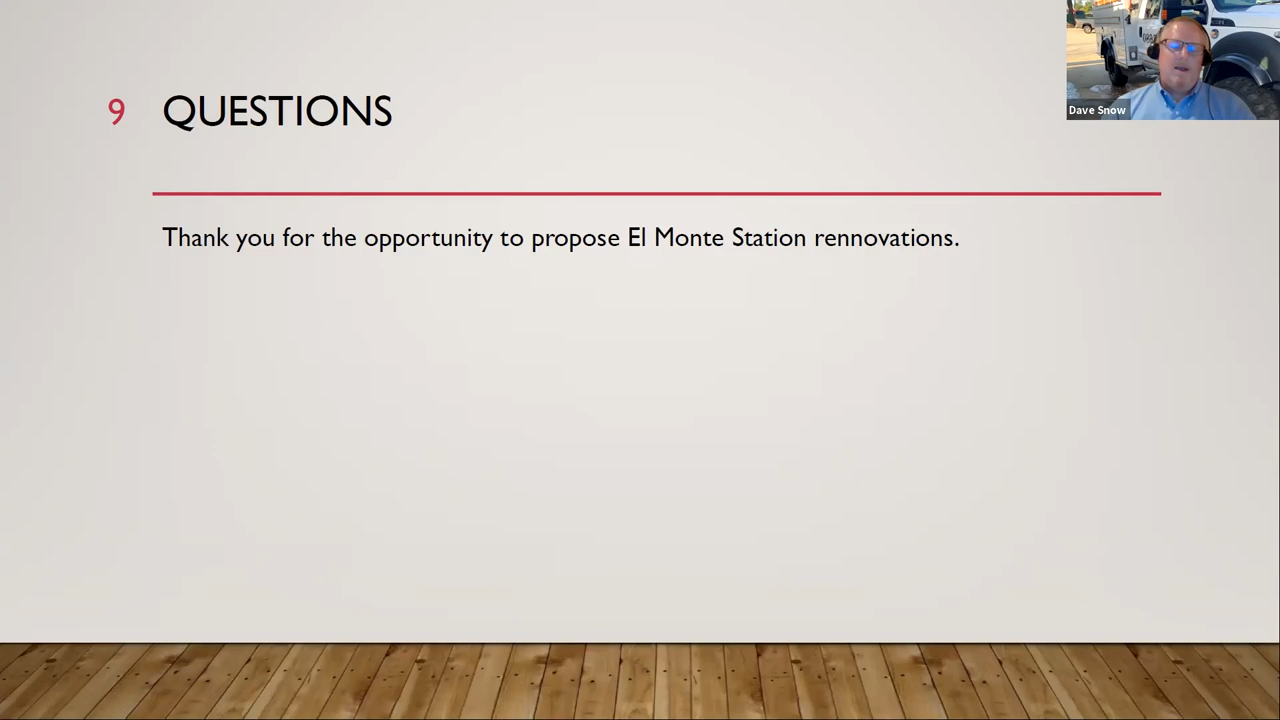 9 QUESTIONS
Thank you for the opportunity to propose El Monte Station rennovations.
Dave Snow